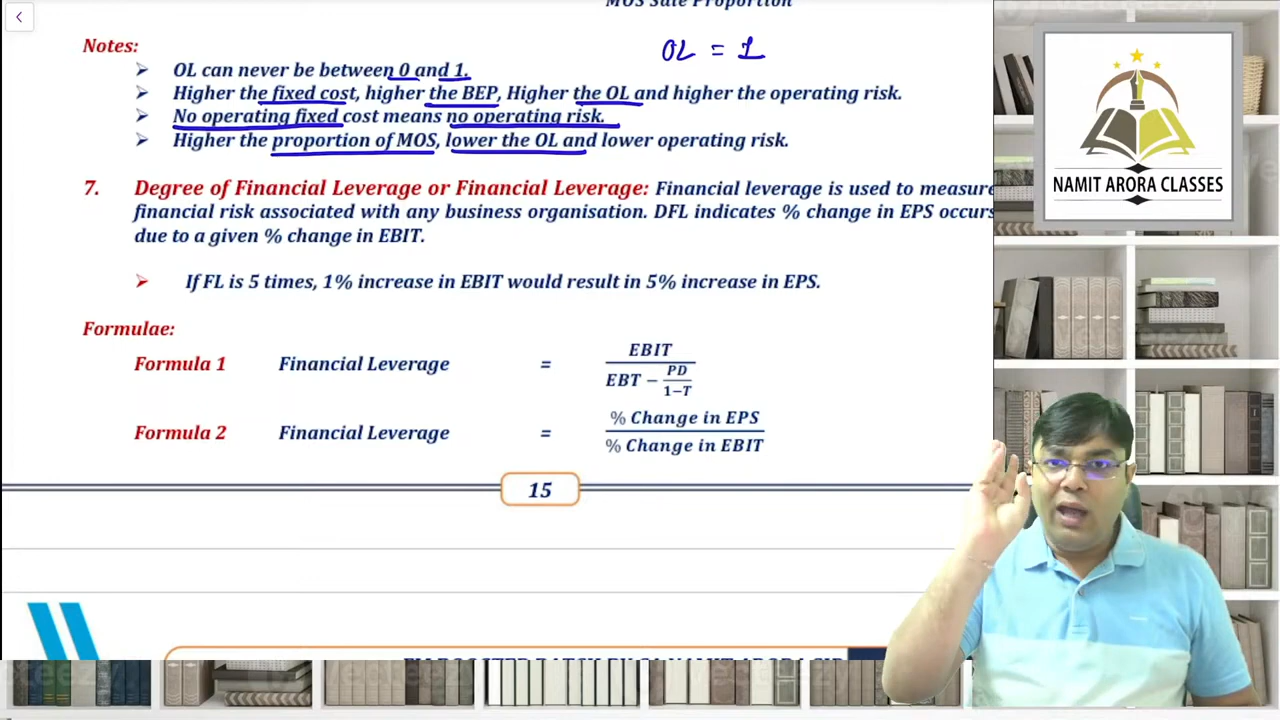 MOS Sale Proportion
Notes:
OL = 1
➢ OL can never be between 0 and 1.
➢ Higher the fixed cost, higher the BEP, Higher the OL and higher the operating risk.
➢ No operating fixed cost means no operating risk.
➢ Higher the proportion of MOS, lower the OL and lower operating risk.
7. Degree of Financial Leverage or Financial Leverage: Financial leverage is used to measure
financial risk associated with any business organisation. DFL indicates % change in EPS occurs
due to a given % change in EBIT.
➢ If FL is 5 times, 1% increase in EBIT would result in 5% increase in EPS.
Formulae:
EBIT
Formula 1 Financial Leverage =
EBT − PD
1−T
% Change in EPS
Formula 2 Financial Leverage =
% Change in EBIT
15
NAMIT ARORA CLASSES